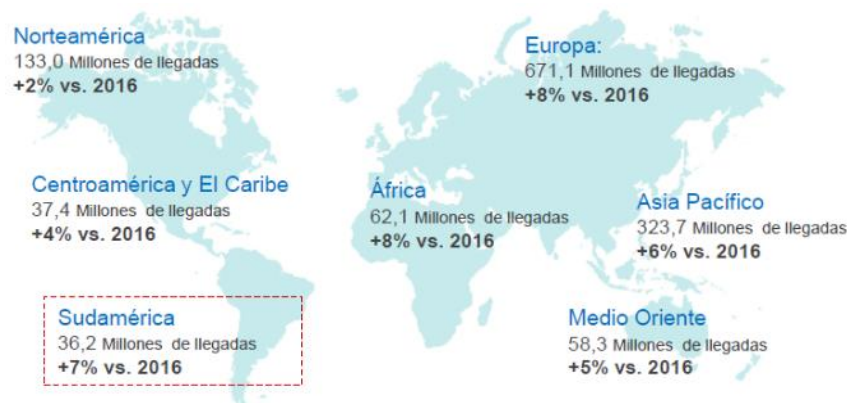 Norteamérica
133,0 Millones de llegadas
+2% vs. 2016
Europa:
671,1 Millones de llegadas
+8% vs. 2016
Centroamérica y El Caribe
37,4 Millones de llegadas
+4% vs. 2016
África
62,1 Millones de llegadas
+8% vs. 2016
Asia Pacífico
323,7 Millones de llegadas
+6% vs. 2016
Sudamérica
36,2 Millones de llegadas
+7% vs. 2016
Medio Oriente
58,3 Millones de llegadas
+5% vs. 2016